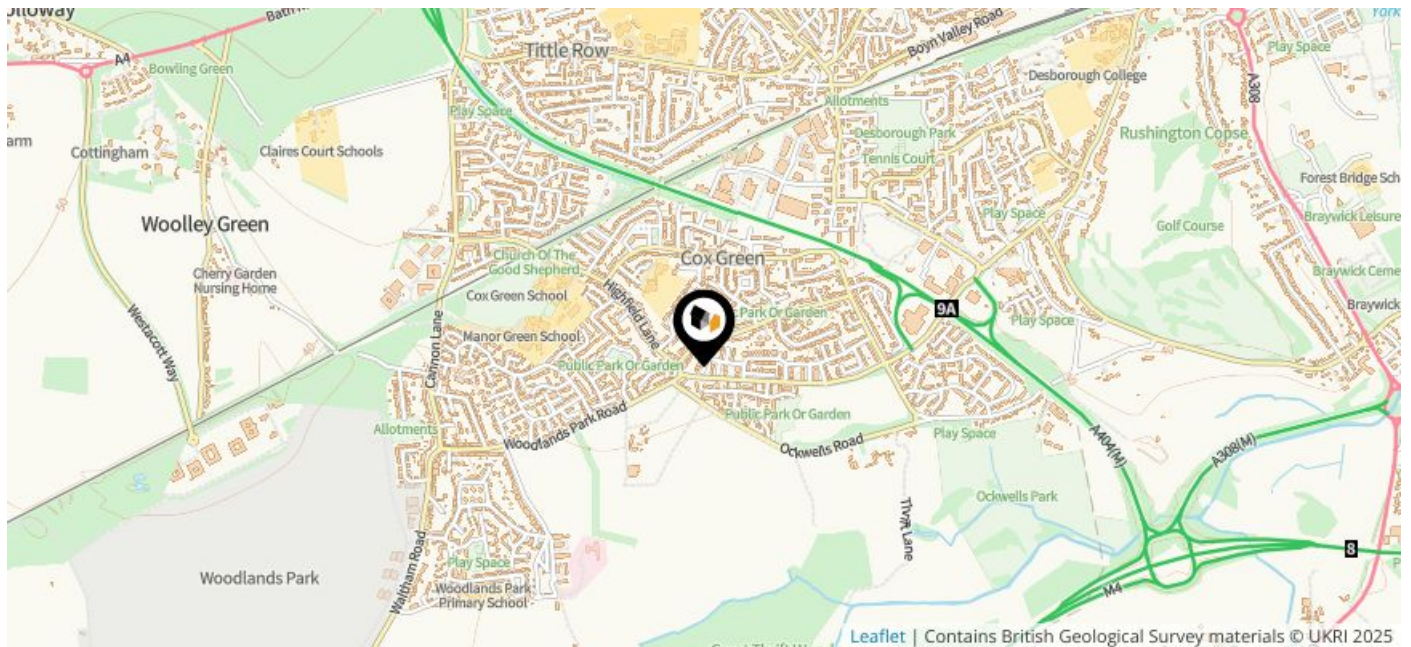 Bath
A4
Bowling Green
Tittle Row
Boyn Valley Road
York
Play Space
Desborough College
A308
Play Space
Allotments
Desborough Park
Tennis Court
Rushington Copse
arm
Cottingham
Claires Court Schools
Forest Bridge Sch
Woolley Green
Play Space
Golf Course
Braywick Leisure
Church Of The
Good Shepherd
Cox Green
Cherry Garden
Nursing Home
Cox Green School
Highfield Lane
Braywick Ceme
Braywick
Park Or Garden
9A
Play Space
Westacott Way
Cannon Lane
Manor Green School
Public Park Or Garden
Public Park Or Garden
Allotments
Woodlands Park Road
Ockwells Road
Play Space
A404(M)
A308(M)
Ockwells Park
Thrift Lane
8
Woodlands Park
Waltham Road
Play Space
Woodlands Park
Primary School
M4
Leaflet | Contains British Geological Survey materials © UKRI 2025